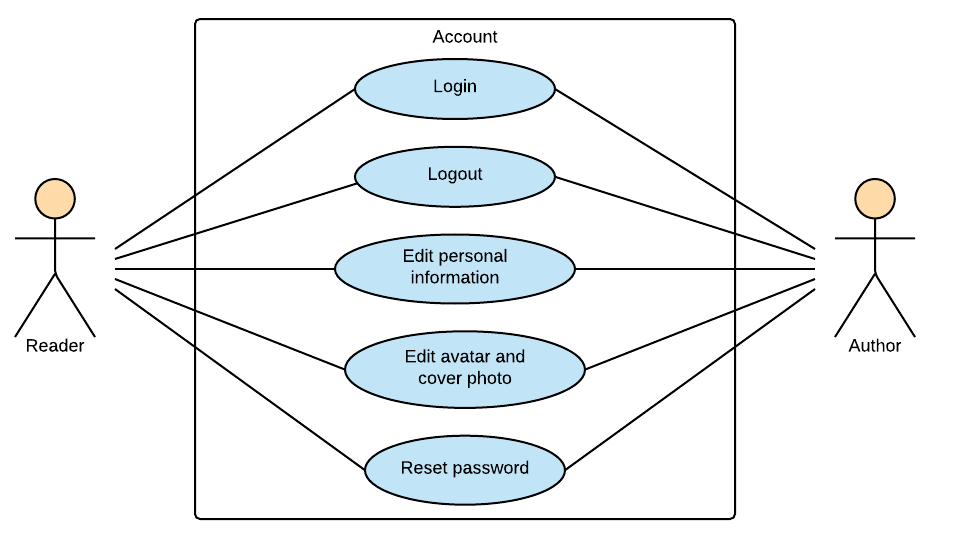 Account
Login
Logout
Edit personal
information
Edit avatar and
cover photo
Reset password
Reader
Author